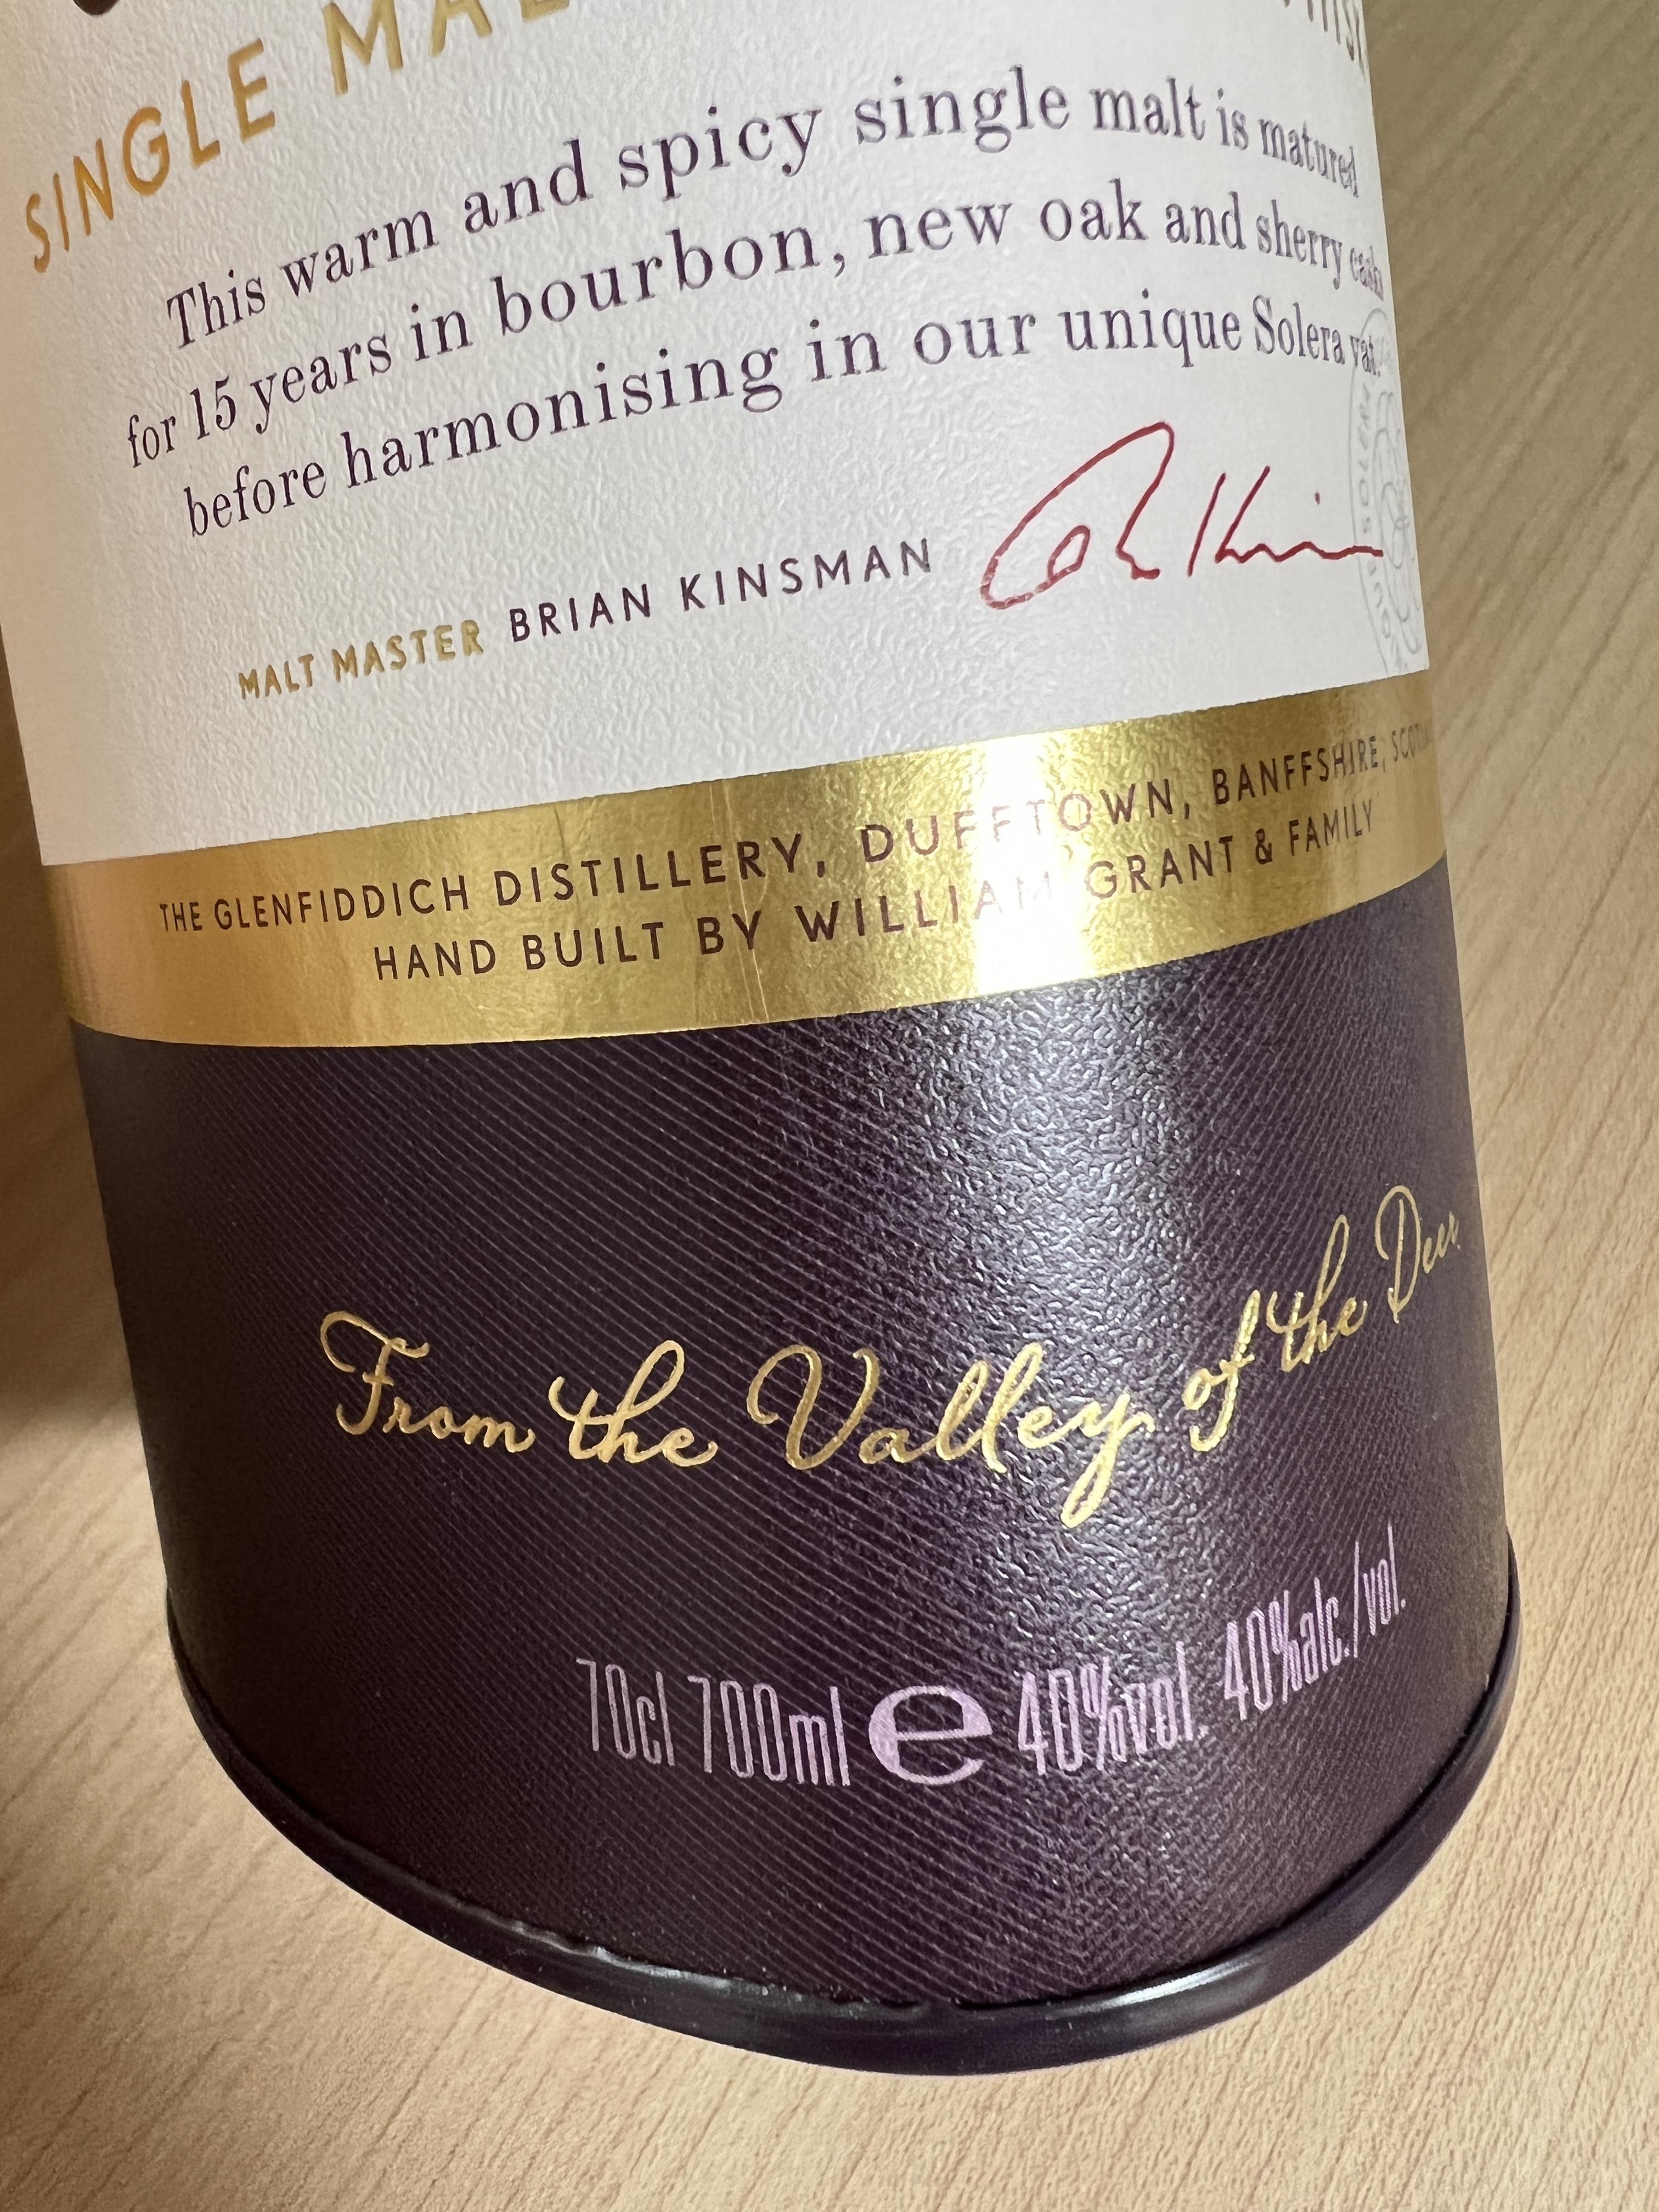 SINGLE MAL
This warm and spicy single malt is matured
for 15 years in bourbon, new oak and sherry casks
before harmonising in our unique Solera vat.
MALT MASTER BRIAN KINSMAN
THE GLENFIDDICH DISTILLERY, DUFFTOWN, BANFFSHIRE,
HAND BUILT BY WILLIAM GRANT & FAMILY
From the Valley of the Deer
70cl 700ml e 40%vol. 40%alc./vol.